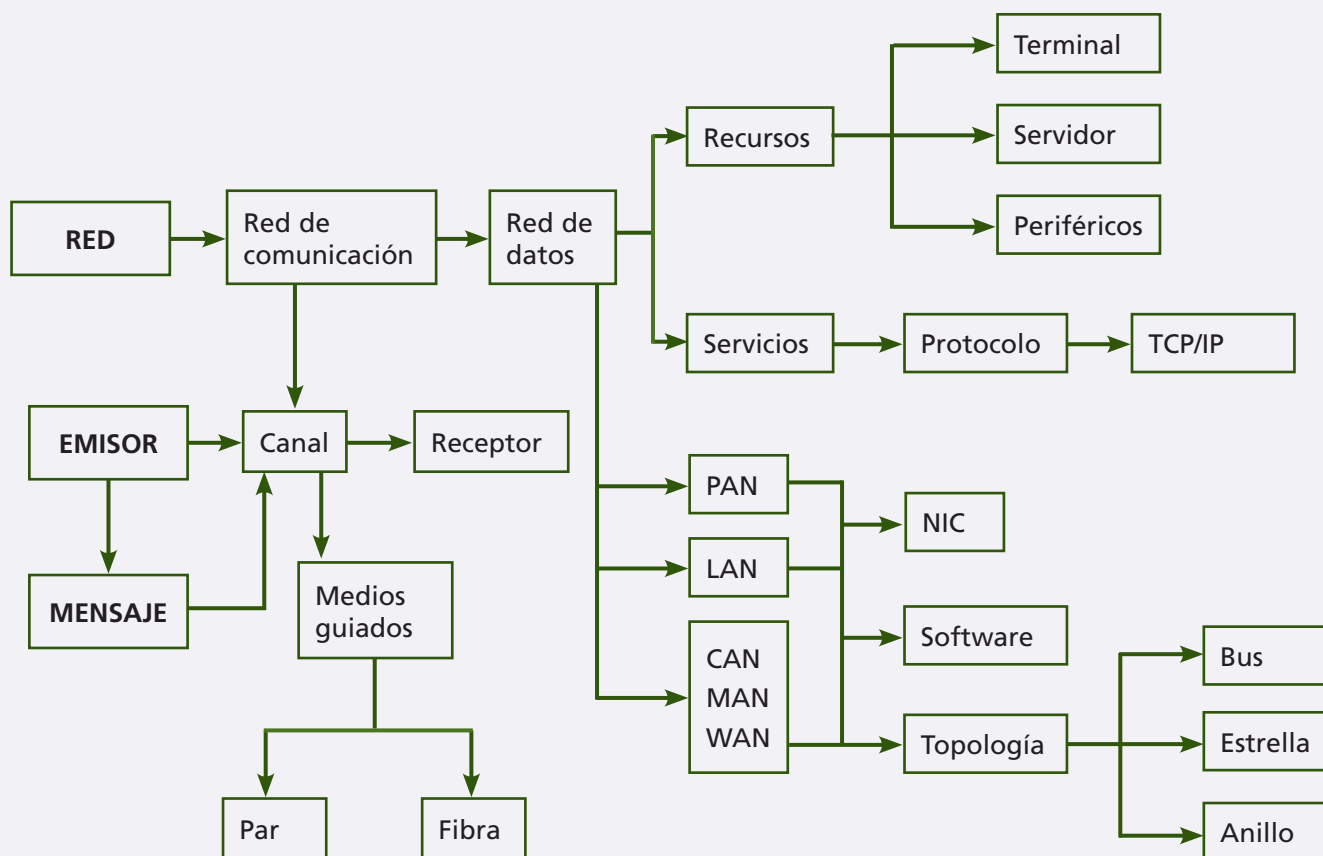 Terminal
Recursos
Servidor
Periféricos
RED
Red de
comunicación
Red de
datos
Servicios
Protocolo
TCP/IP
EMISOR
Canal
Receptor
MENSAJE
Medios
guiados
Par
Fibra
PAN
LAN
CAN
MAN
WAN
NIC
Software
Topología
Bus
Estrella
Anillo